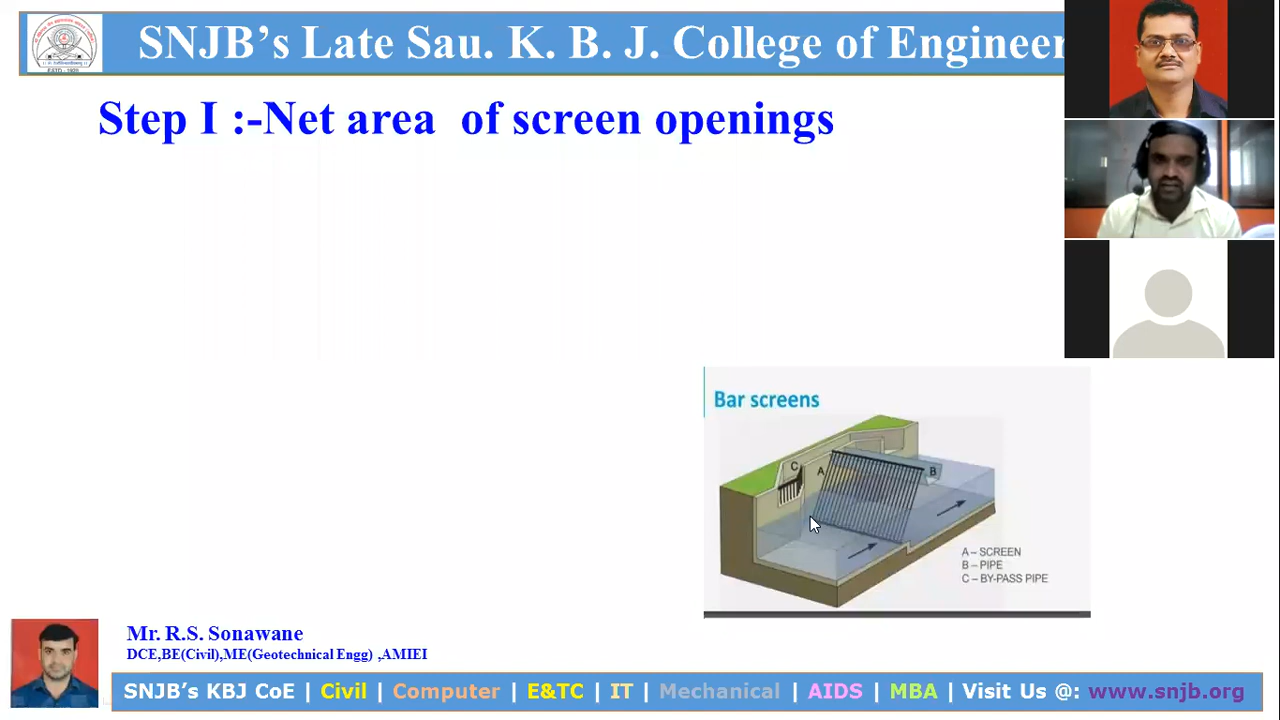 SNJB's Late Sau. K. B. J. College of Engineer
ESTD - 1928
Step I :-Net area of screen openings
Bar screens
C
A
B
A – SCREEN
B – PIPE
C – BY-PASS PIPE
Mr. R.S. Sonawane
DCE,BE(Civil),ME(Geotechnical Engg) ,AMIEI
SNJB's KBJ CoE | Civil | Computer | E&TC | IT | Mechanical | AIDS | MBA | Visit Us @: www.snjb.org